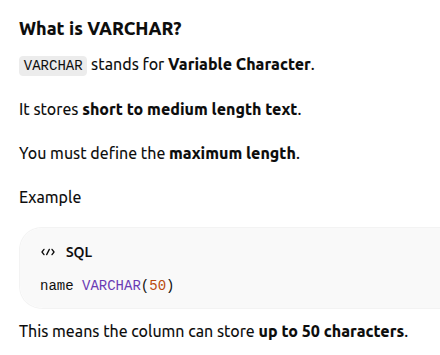 What is VARCHAR?
VARCHAR stands for Variable Character.
It stores short to medium length text.
You must define the maximum length.
Example
</> SQL
name VARCHAR(50)
This means the column can store up to 50 characters.